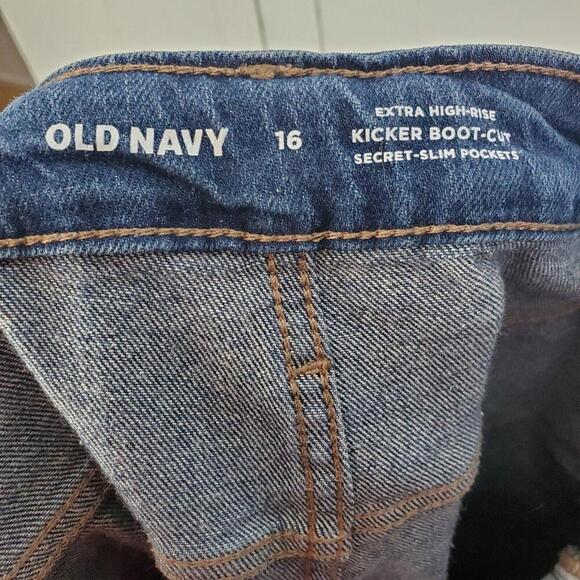 OLD NAVY
16
EXTRA HIGH-RISE
KICKER BOOT-CUT
SECRET-SLIM POCKETS